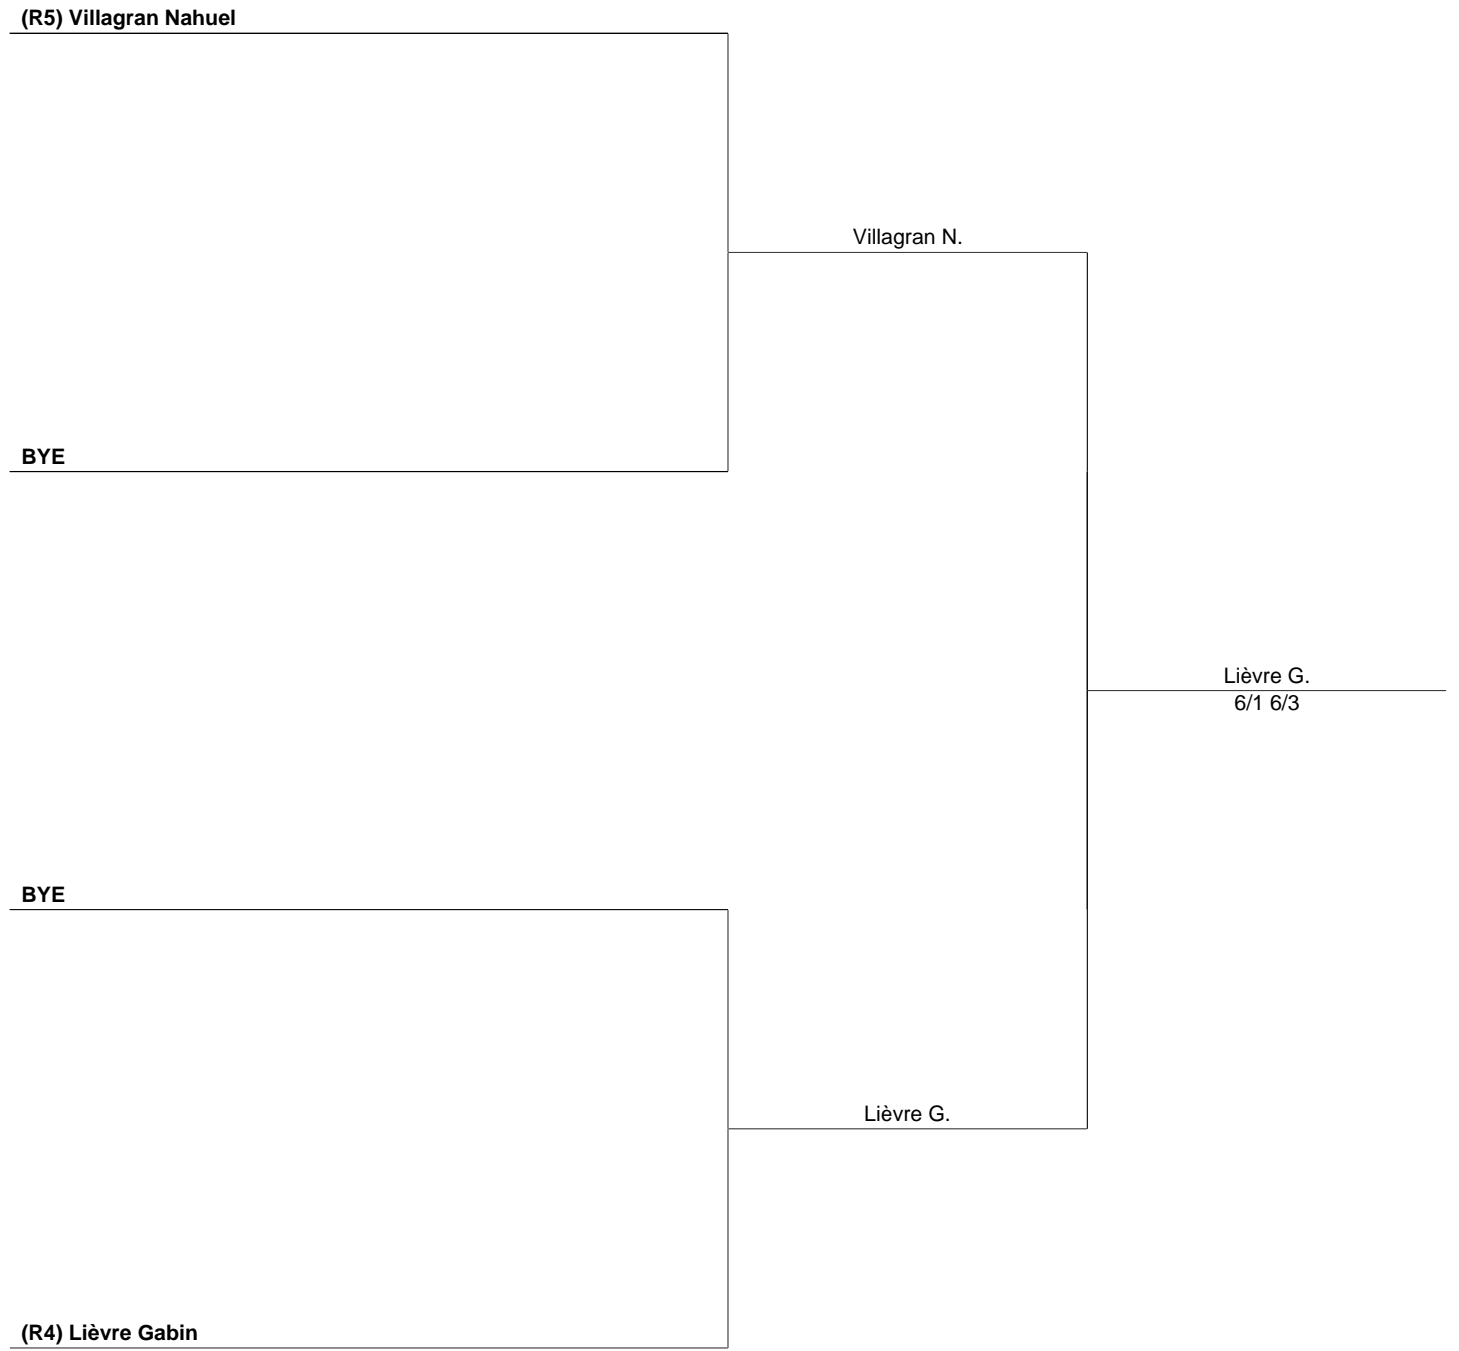 (R5) Villagran Nahuel
Villagran N.
BYE
Lièvre G.
6/1 6/3
BYE
Lièvre G.
(R4) Lièvre Gabin